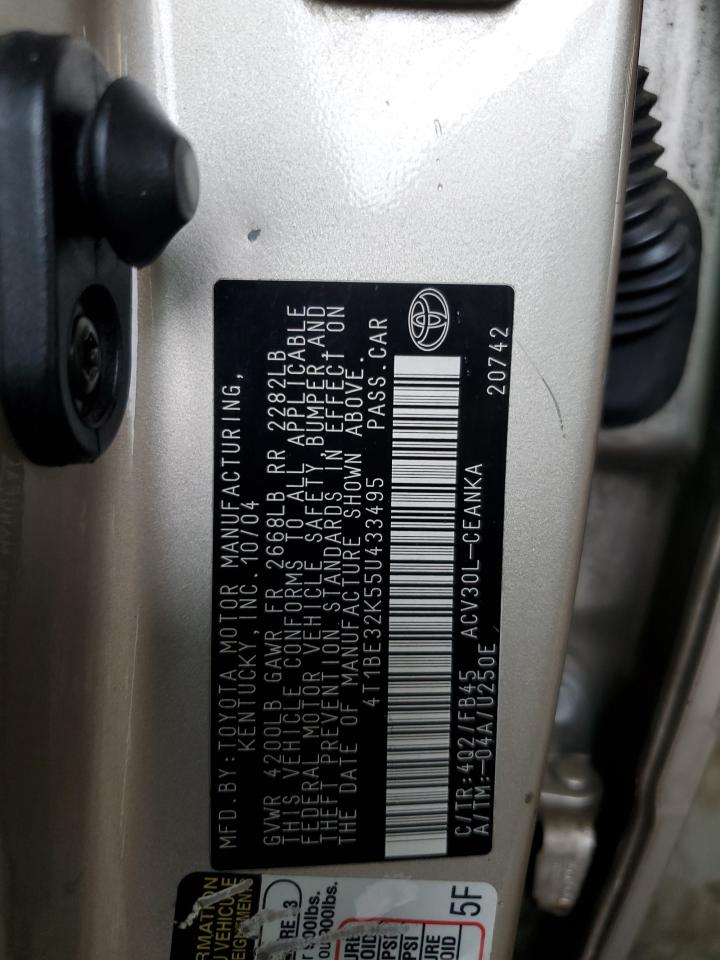 MFD.BY:TOYOTA MOTOR MANUFACTURING,
KENTUCKY, INC. 10/04
GVWR 4200LB GAWR FR 2668LB RR 2282LB
THIS VEHICLE CONFORMS TO ALL APPLICABLE
FEDERAL MOTOR VEHICLE SAFETY, BUMPER, AND
THEFT PREVENTION STANDARDS IN EFFECT ON
THE DATE OF MANUFACTURE SHOWN ABOVE.
4T1BE32K55U433495 PASS.CAR
C/TR:4Q2/FB45 ACV30L-CEANKA
A/TM:-04A/U250E 20742
5F